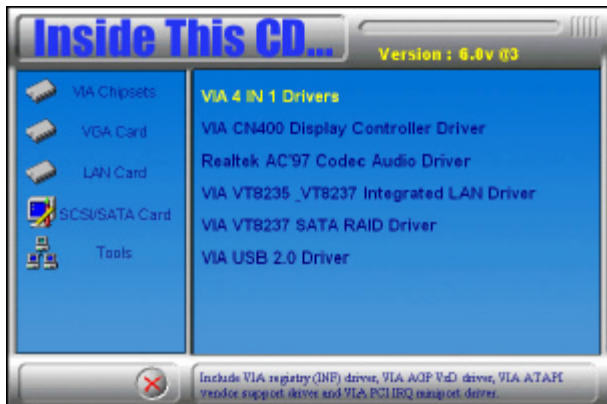 Inside This CD...
Version : 6.0v @3
VIA Chipsets
VGA Card
LAN Card
SCSI/SATA Card
Tools
VIA 4 IN 1 Drivers
VIA CN400 Display Controller Driver
Realtek AC'97 Codec Audio Driver
VIA VT8235 _VT8237 Integrated LAN Driver
VIA VT8237 SATA RAID Driver
VIA USB 2.0 Driver
Include VIA registry (INF) driver, VIA AGP VxD driver, VIA ATAPI
vendor support driver and VIA PCI IRQ miniport driver.